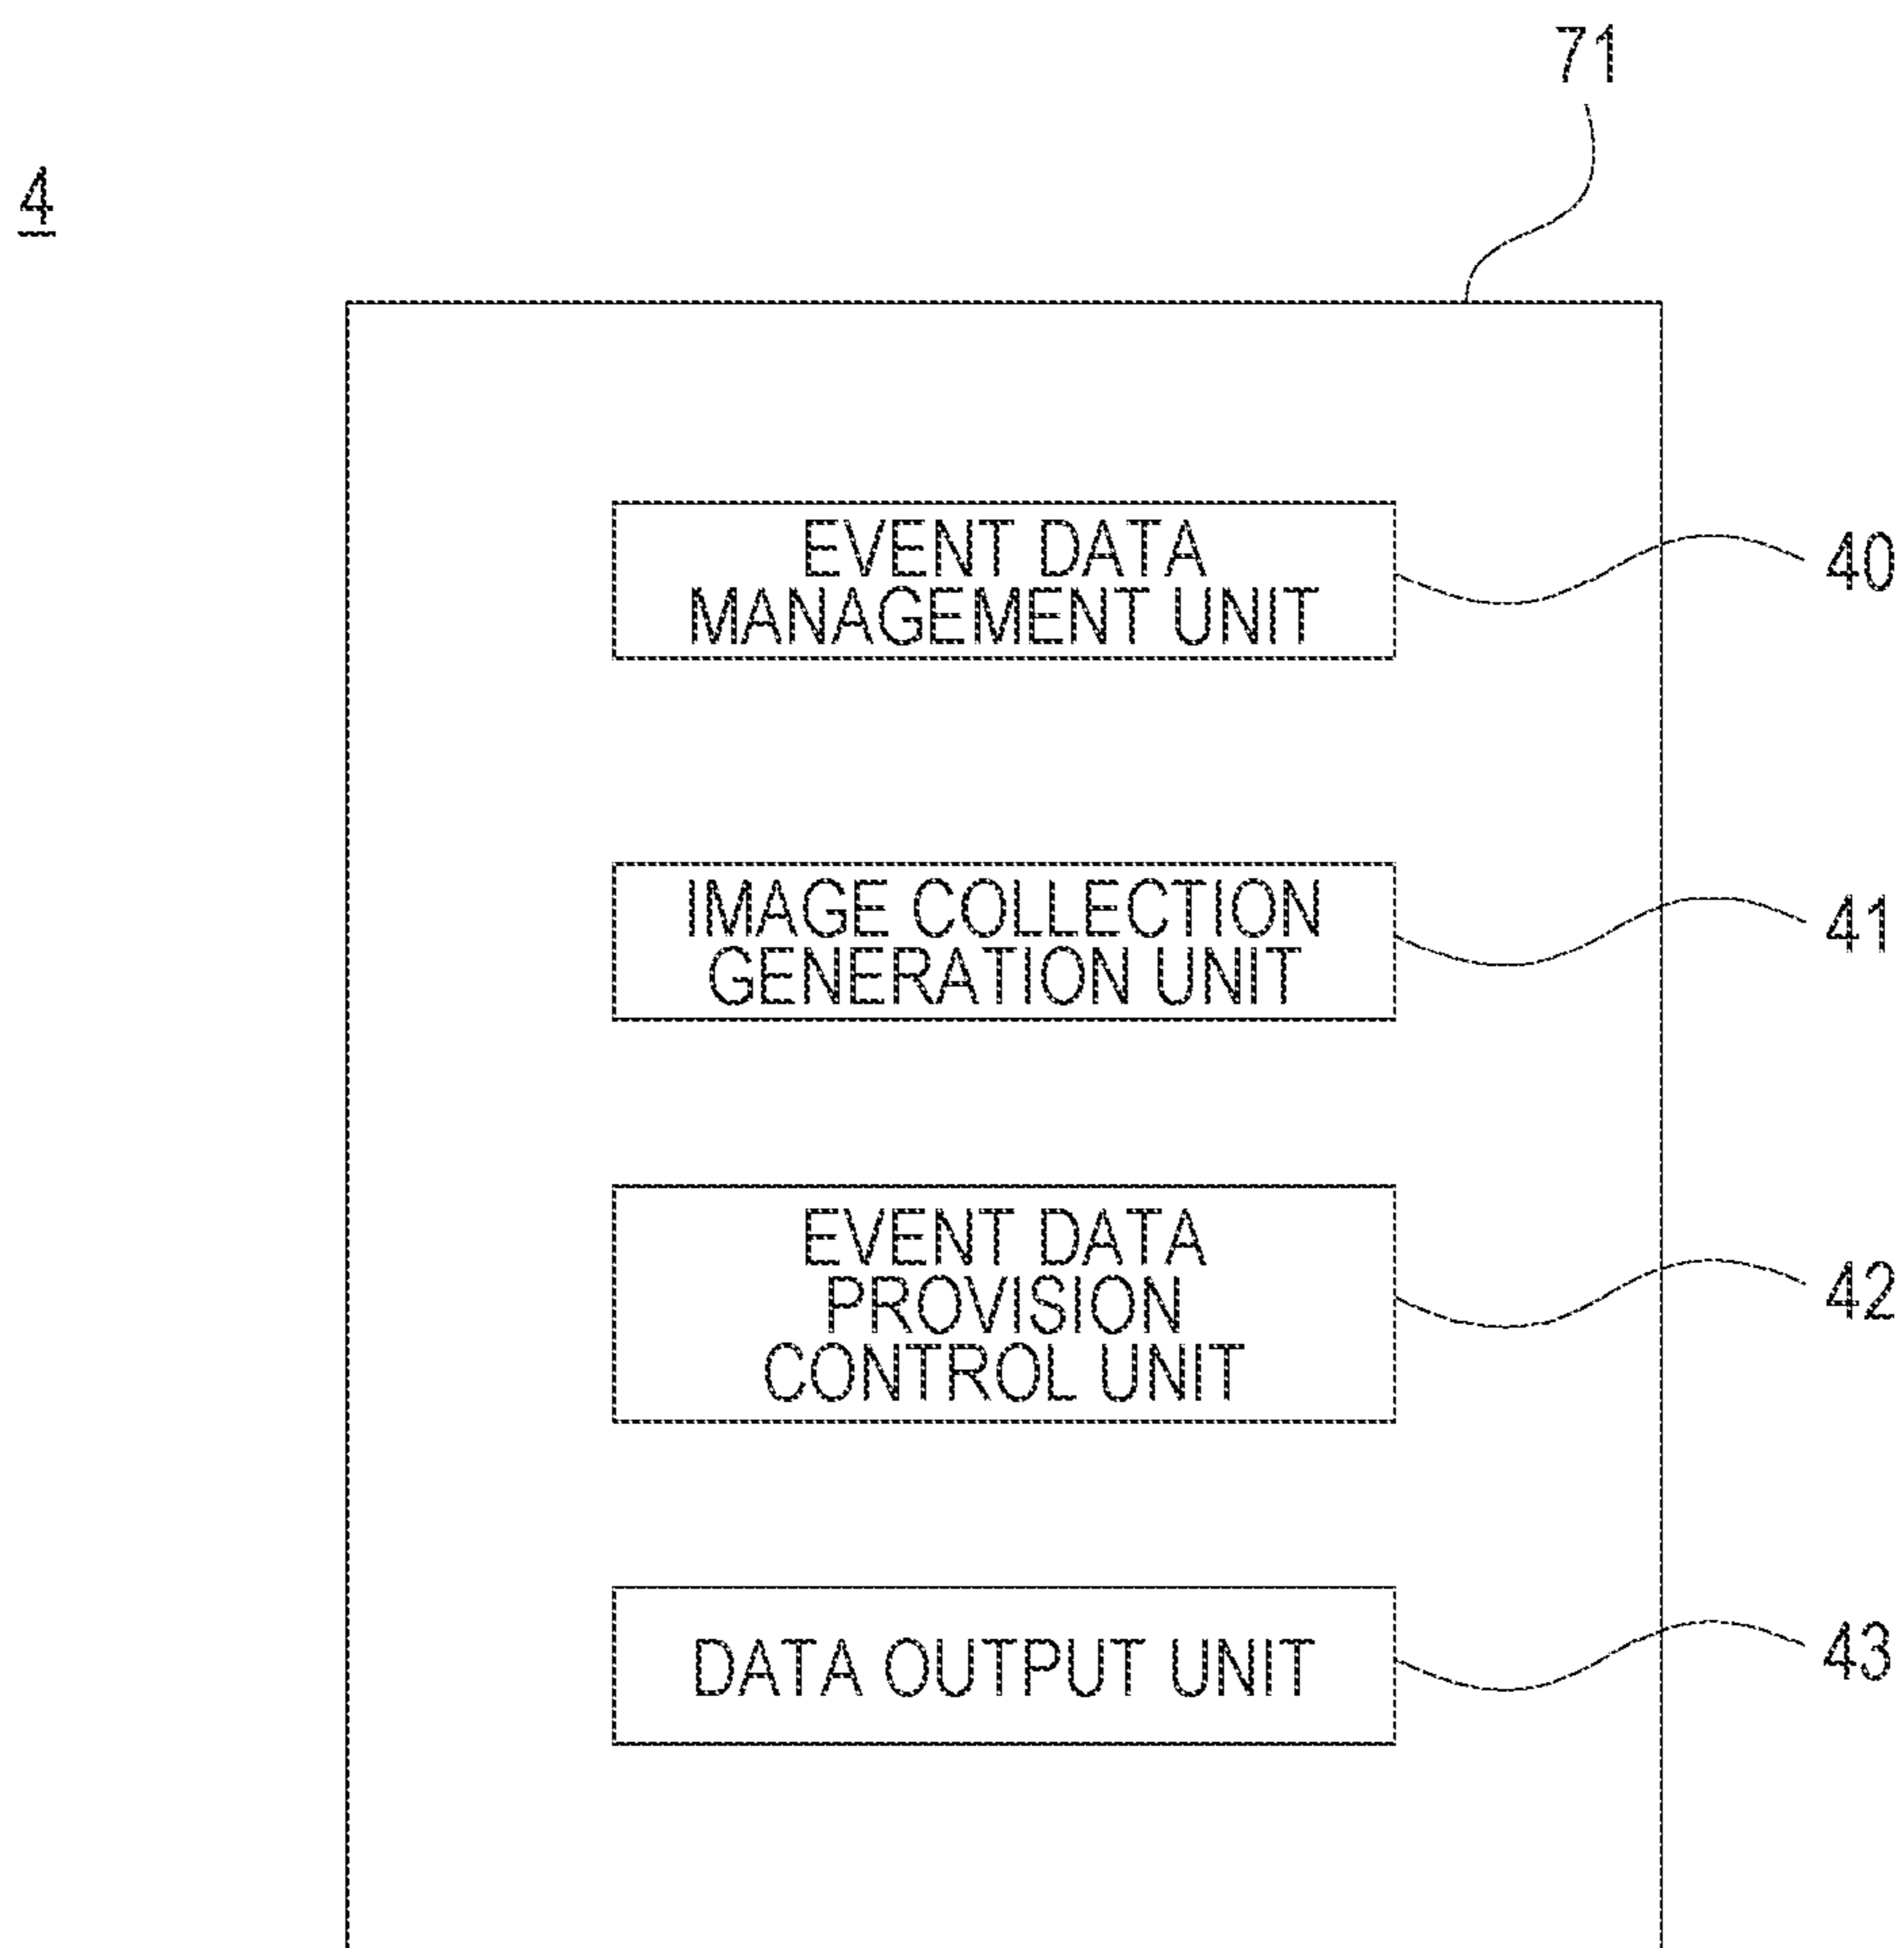 71
4
EVENT DATA
MANAGEMENT UNIT
40
IMAGE COLLECTION
GENERATION UNIT
41
EVENT DATA
PROVISION
CONTROL UNIT
42
DATA OUTPUT UNIT
43